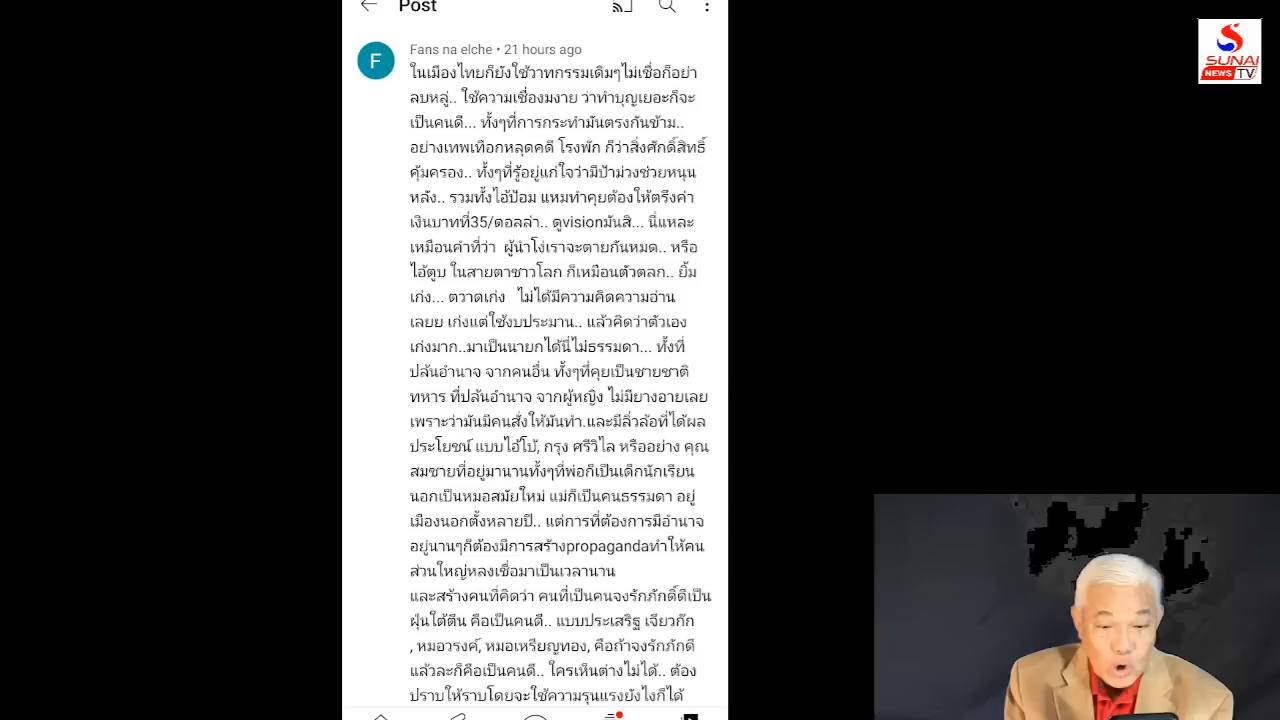 Post
SUNAI
NEWS TV
F
Fans na elche • 21 hours ago
ในเมืองไทยก็ยังใช้วาทกรรมเดิมๆไม่เชื่อก็อย่า
ลบหลู่.. ใช้ความเชื่องมงาย ว่าทำบุญเยอะก็จะ
เป็นคนดี... ทั้งๆที่การกระทำมันตรงกันข้าม..
อย่างเทพเทือกหลุดคดี โรงพัก ก็ว่าสิ่งศักดิ์สิทธิ์
คุ้มครอง.. ทั้งๆที่รู้อยู่แก่ใจว่ามีป้าม่วงช่วยหนุน
หลัง.. รวมทั้งไอ้ป้อม แหมทำคุยต้องให้ตรึงค่า
เงินบาทที่35/ดอลล่า.. ดูvisionมันสิ... นี่แหละ
เหมือนคำที่ว่า ผู้นำโง่เราจะตายกันหมด.. หรือ
ไอ้ตูบ ในสายตาชาวโลก ก็เหมือนตัวตลก.. ยิ้ม
เก่ง... ตวาดเก่ง ไม่ได้มีความคิดความอ่าน
เลยย เก่งแต่ใช้งบประมาน.. แล้วคิดว่าตัวเอง
เก่งมาก..มาเป็นนายกได้นี่ไม่ธรรมดา... ทั้งที่
ปล้นอำนาจ จากคนอื่น ทั้งๆที่คุยเป็นชายชาติ
ทหาร ที่ปล้นอำนาจ จากผู้หญิง ไม่มียางอายเลย
เพราะว่ามันมีคนสั่งให้มันทำ.และมีลิ่วล้อที่ได้ผล
ประโยชน์ แบบไอ้โบ้, กรุง ศรีวิไล หรืออย่าง คุณ
สมชายที่อยู่มานานทั้งๆที่พ่อก็เป็นเด็กนักเรียน
นอกเป็นหมอสมัยใหม่ แม่ก็เป็นคนธรรมดา อยู่
เมืองนอกตั้งหลายปี.. แต่การที่ต้องการมีอำนาจ
อยู่นานๆก็ต้องมีการสร้างpropagandaทำให้คน
ส่วนใหญ่หลงเชื่อมาเป็นเวลานาน
และสร้างคนที่คิดว่า คนที่เป็นคนจงรักภักดิ์ดีเป็น
ฝุ่นใต้ตีน คือเป็นคนดี.. แบบประเสริฐ เจียวก๊ก
, หมอวรงค์, หมอเหรียญทอง, คือถ้าจงรักภักดี
แล้วละก็คือเป็นคนดี.. ใครเห็นต่างไม่ได้.. ต้อง
ปราบให้ราบโดยจะใช้ความรุนแรงยังไงก็ได้